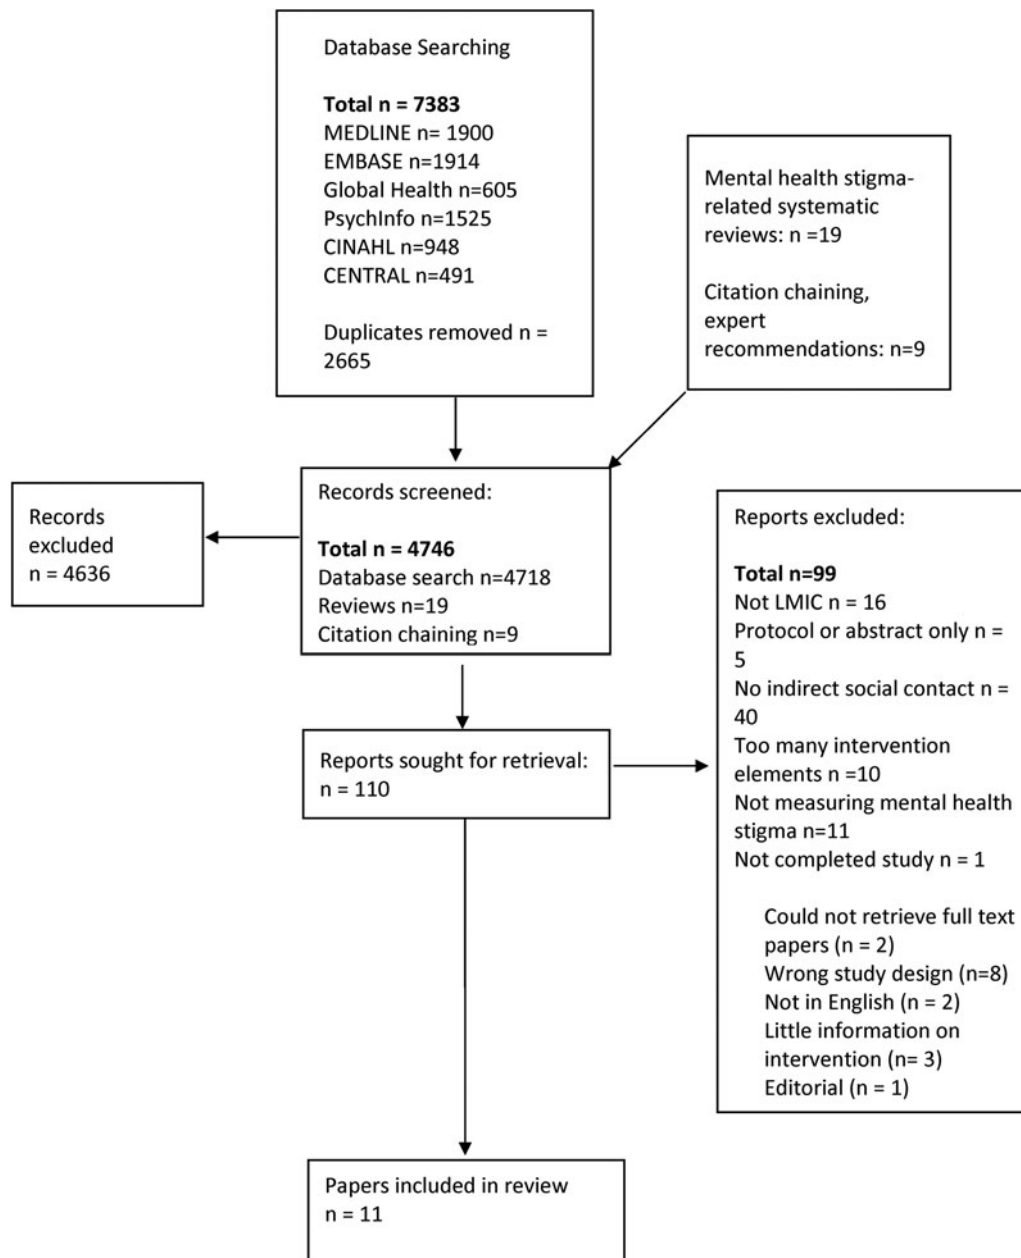 Database Searching
Total n = 7383
MEDLINE n= 1900
EMBASE n=1914
Global Health n=605
PsychInfo n=1525
CINAHL n=948
CENTRAL n=491
Duplicates removed n =
2665
Mental health stigma-
related systematic
reviews: n =19
Citation chaining,
expert
recommendations: n=9
Records
excluded
n = 4636
Records screened:
Total n = 4746
Database search n=4718
Reviews n=19
Citation chaining n=9
Reports excluded:
Total n=99
Not LMIC n = 16
Protocol or abstract only n =
5
No indirect social contact n =
40
Too many intervention
elements n =10
Not measuring mental health
stigma n=11
Not completed study n = 1
Could not retrieve full text
papers (n = 2)
Wrong study design (n=8)
Not in English (n = 2)
Little information on
intervention (n= 3)
Editorial (n = 1)
Reports sought for retrieval:
n = 110
Papers included in review
n = 11